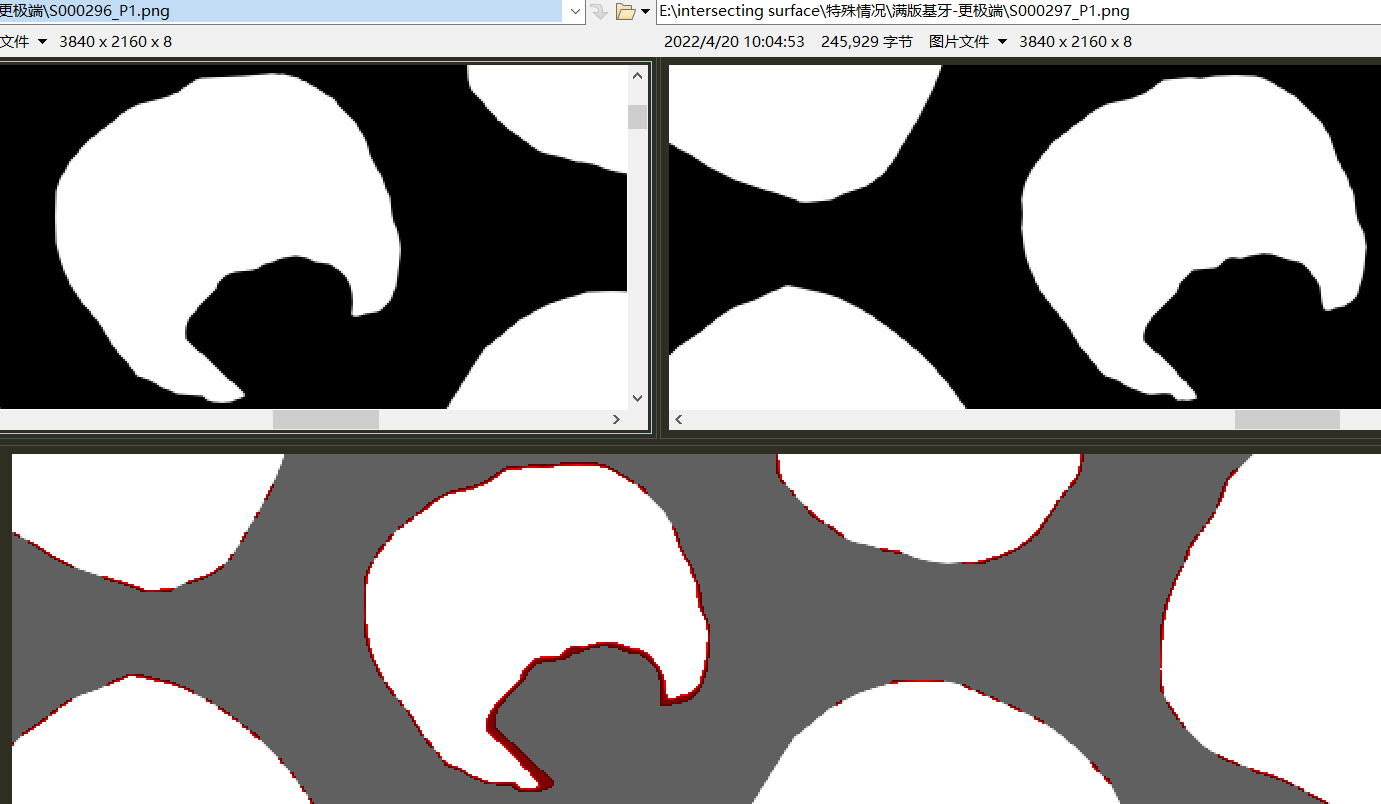 更极端\S000296_P1.png
E:\intersecting surface\特殊情况\满版基牙-更极端\S000297_P1.png
文件 3840 x 2160 x 8
2022/4/20 10:04:53 245,929 字节 图片文件 3840 x 2160 x 8